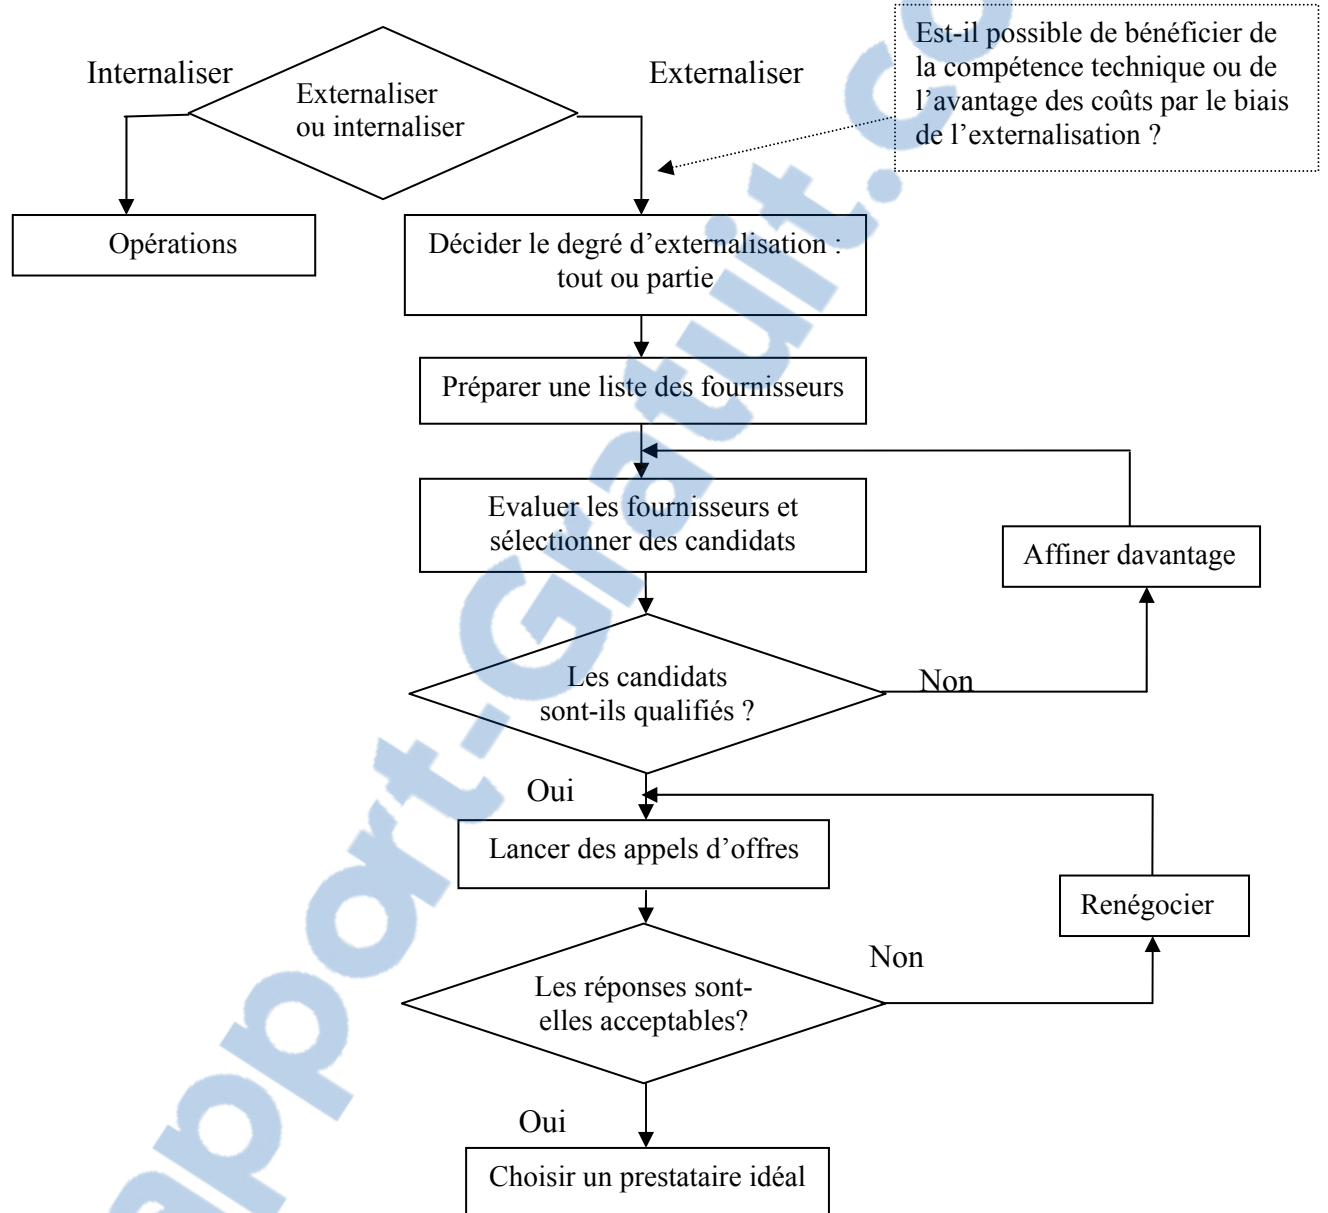 Internaliser
Externaliser
ou internaliser
Externaliser
Est-il possible de bénéficier de
la compétence technique ou de
l’avantage des coûts par le biais
de l’externalisation ?
Opérations
Décider le degré d’externalisation :
tout ou partie
Préparer une liste des fournisseurs
Evaluer les fournisseurs et
sélectionner des candidats
Affiner davantage
Les candidats
sont-ils qualifiés ?
Non
Oui
Lancer des appels d’offres
Renégocier
Non
Les réponses sont-
elles acceptables?
Oui
Choisir un prestataire idéal
apport-Gratuit.co